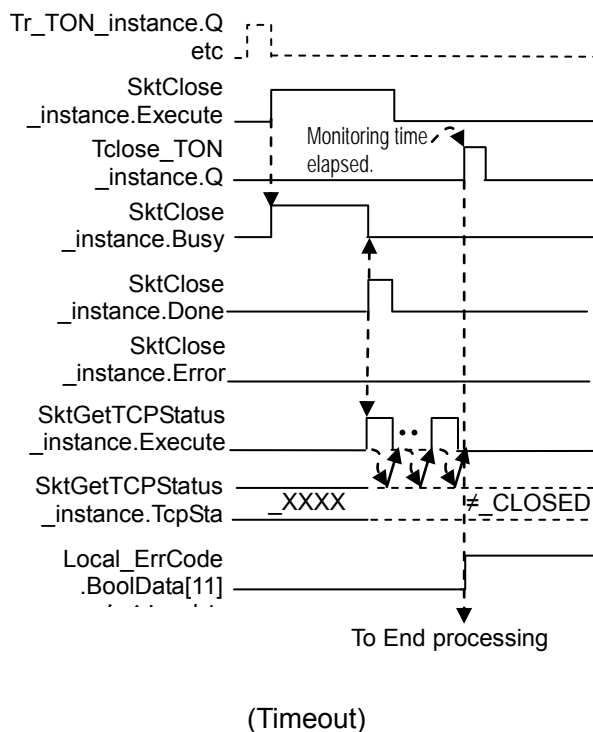 Tr_TON_instance.Q
etc
SktClose
_instance.Execute
Monitoring time
elapsed.
Tclose_TON
_instance.Q
SktClose
_instance.Busy
SktClose
_instance.Done
SktClose
_instance.Error
SktGetTCPStatus
_instance.Execute
SktGetTCPStatus
_instance.TcpSta
_XXXX
≠_CLOSED
Local_ErrCode
.BoolData[11]
To End processing
(Timeout)